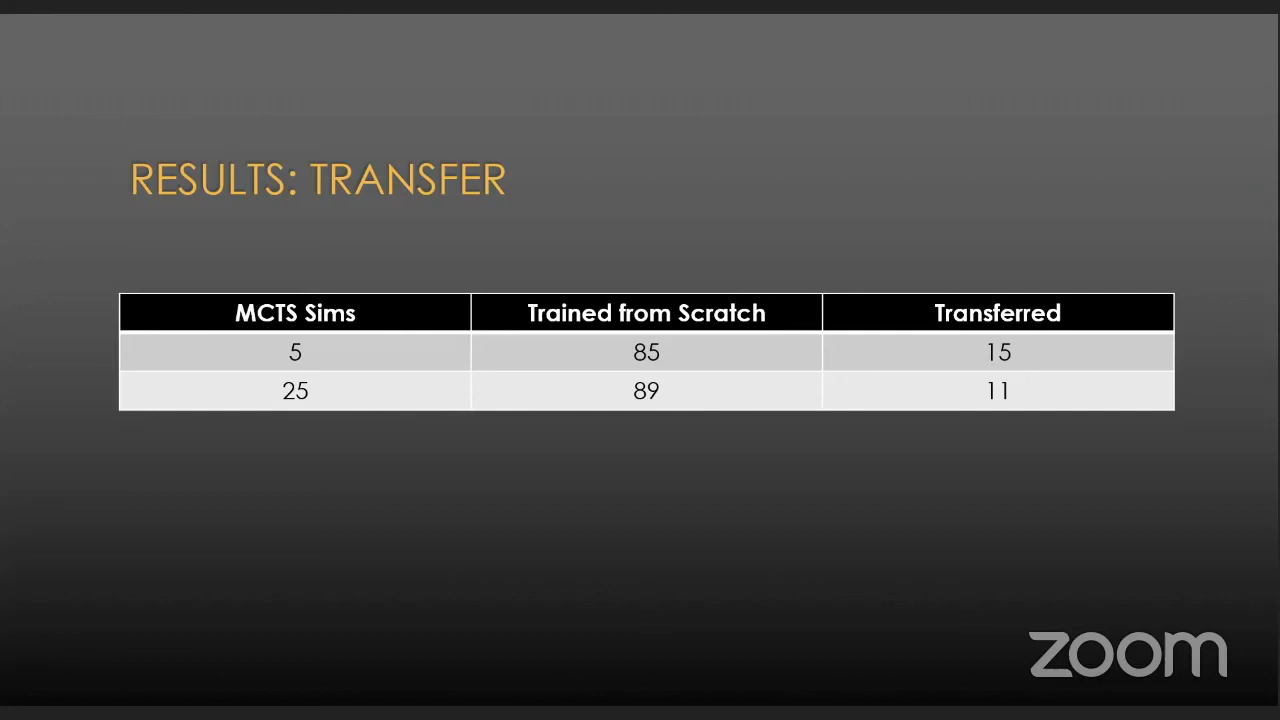 RESULTS: TRANSFER
MCTS Sims Trained from Scratch Transferred
5 85 15
25 89 11
zoom